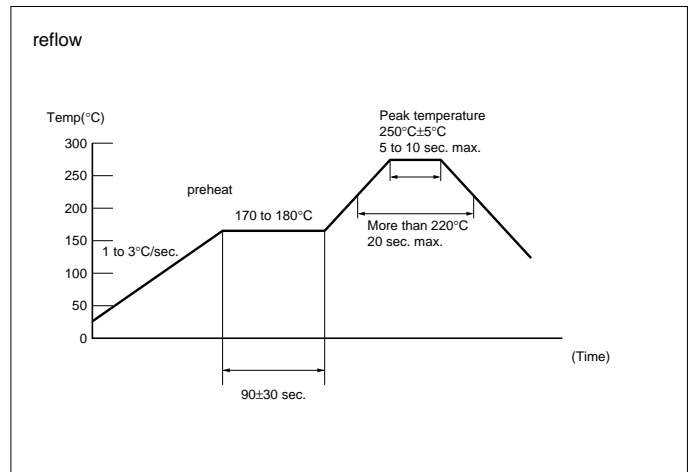 reflow
Temp(°C)
300
250
200
150
100
50
0
preheat
1 to 3°C/sec.
170 to 180°C
Peak temperature
250°C±5°C
5 to 10 sec. max.
More than 220°C
20 sec. max.
(Time)
90±30 sec.